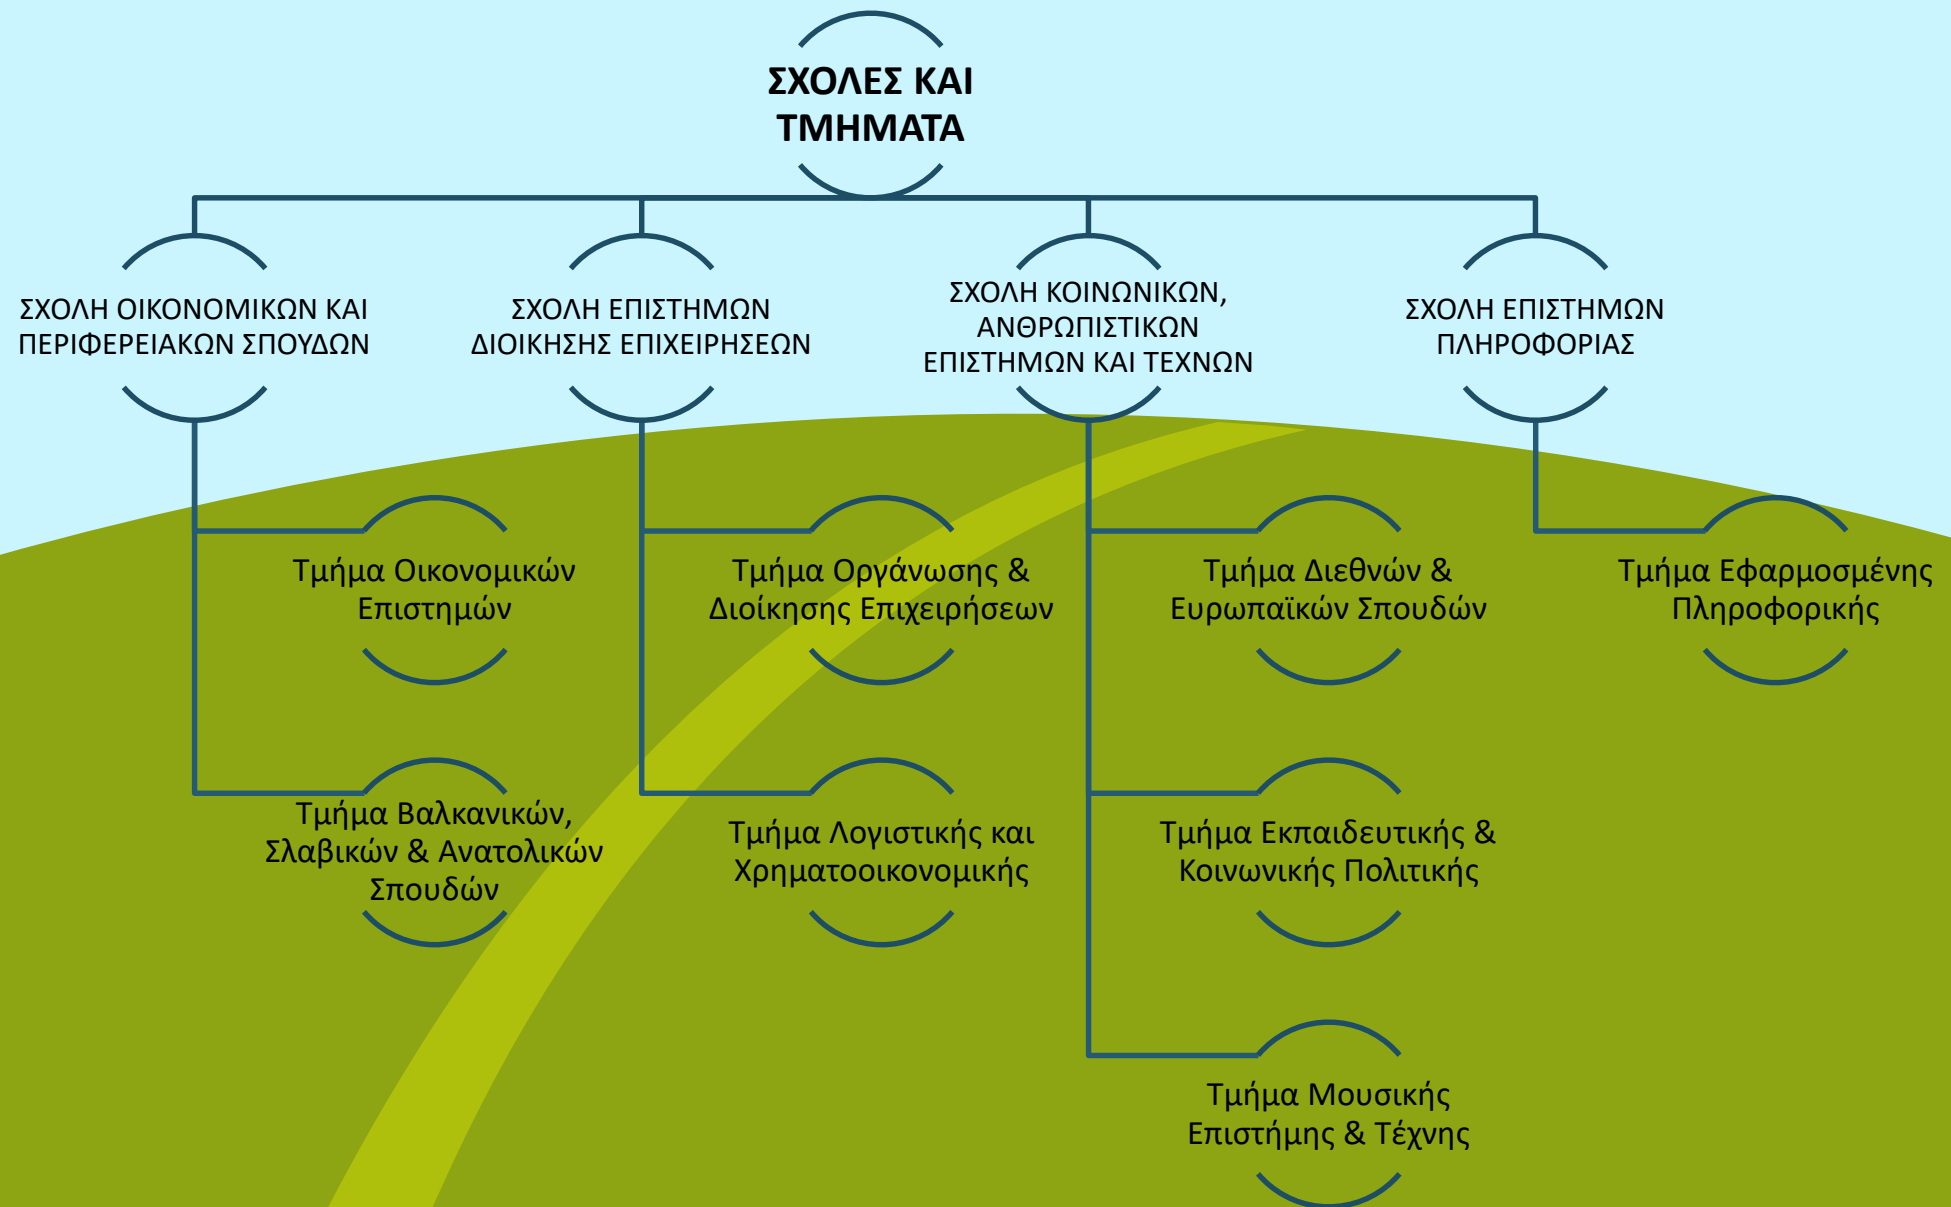 ΣΧΟΛΕΣ ΚΑΙ
ΤΜΗΜΑΤΑ
ΣΧΟΛΗ ΟΙΚΟΝΟΜΙΚΩΝ ΚΑΙ
ΠΕΡΙΦΕΡΕΙΑΚΩΝ ΣΠΟΥΔΩΝ
Τμήμα Οικονομικών
Επιστημών
Τμήμα Βαλκανικών,
Σλαβικών & Ανατολικών
Σπουδών
ΣΧΟΛΗ ΕΠΙΣΤΗΜΩΝ
ΔΙΟΙΚΗΣΗΣ ΕΠΙΧΕΙΡΗΣΕΩΝ
Τμήμα Οργάνωσης &
Διοίκησης Επιχειρήσεων
Τμήμα Λογιστικής και
Χρηματοοικονομικής
ΣΧΟΛΗ ΚΟΙΝΩΝΙΚΩΝ,
ΑΝΘΡΩΠΙΣΤΙΚΩΝ
ΕΠΙΣΤΗΜΩΝ ΚΑΙ ΤΕΧΝΩΝ
Τμήμα Διεθνών &
Ευρωπαϊκών Σπουδών
Τμήμα Εκπαιδευτικής &
Κοινωνικής Πολιτικής
Τμήμα Μουσικής
Επιστήμης & Τέχνης
ΣΧΟΛΗ ΕΠΙΣΤΗΜΩΝ
ΠΛΗΡΟΦΟΡΙΑΣ
Τμήμα Εφαρμοσμένης
Πληροφορικής